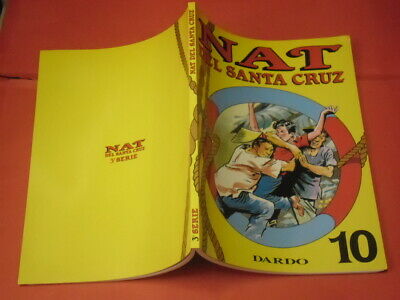 NAT
DEL SANTA CRUZ
10
DARDO
NAT DEL SANTA CRUZ
3ª SERIE
NAT
DEL SANTA CRUZ
3ª SERIE